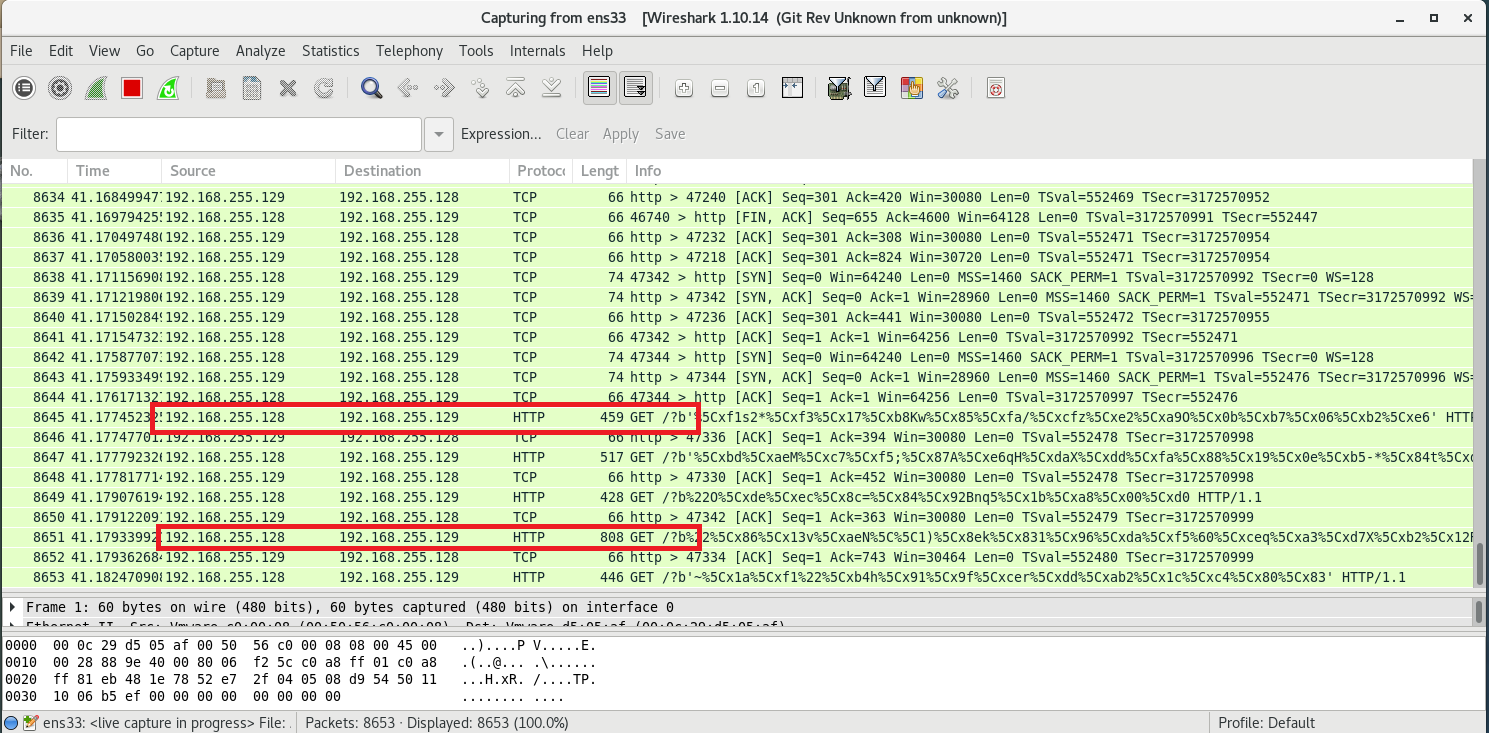 Capturing from ens33 [Wireshark 1.10.14 (Git Rev Unknown from unknown)]
File Edit View Go Capture Analyze Statistics Telephony Tools Internals Help
Filter: Expression... Clear Apply Save
No. Time Source Destination Protoc Lengt Info
8634 41.16849947 192.168.255.129 192.168.255.128 TCP 66 http > 47240 [ACK] Seq=301 Ack=420 Win=30080 Len=0 TSval=552469 TSecr=3172570952
8635 41.16979425 192.168.255.128 192.168.255.129 TCP 66 46740 > http [FIN, ACK] Seq=655 Ack=4600 Win=64128 Len=0 TSval=3172570991 TSecr=552447
8636 41.17049748 192.168.255.129 192.168.255.128 TCP 66 http > 47232 [ACK] Seq=301 Ack=308 Win=30080 Len=0 TSval=552471 TSecr=3172570954
8637 41.17058003 192.168.255.129 192.168.255.128 TCP 66 http > 47218 [ACK] Seq=301 Ack=824 Win=30720 Len=0 TSval=552471 TSecr=3172570954
8638 41.17115690 192.168.255.128 192.168.255.129 TCP 74 47342 > http [SYN] Seq=0 Win=64240 Len=0 MSS=1460 SACK_PERM=1 TSval=3172570992 TSecr=0 WS=128
8639 41.17121980 192.168.255.129 192.168.255.128 TCP 74 http > 47342 [SYN, ACK] Seq=0 Ack=1 Win=28960 Len=0 MSS=1460 SACK_PERM=1 TSval=552471 TSecr=3172570992 WS=
8640 41.17150284 192.168.255.129 192.168.255.128 TCP 66 http > 47236 [ACK] Seq=301 Ack=441 Win=30080 Len=0 TSval=552472 TSecr=3172570955
8641 41.17154732 192.168.255.128 192.168.255.129 TCP 66 47342 > http [ACK] Seq=1 Ack=1 Win=64256 Len=0 TSval=3172570992 TSecr=552471
8642 41.17587707 192.168.255.128 192.168.255.129 TCP 74 47344 > http [SYN] Seq=0 Win=64240 Len=0 MSS=1460 SACK_PERM=1 TSval=3172570996 TSecr=0 WS=128
8643 41.17593349 192.168.255.129 192.168.255.128 TCP 74 http > 47344 [SYN, ACK] Seq=0 Ack=1 Win=28960 Len=0 MSS=1460 SACK_PERM=1 TSval=552476 TSecr=3172570996 WS=
8644 41.17617132 192.168.255.128 192.168.255.129 TCP 66 47344 > http [ACK] Seq=1 Ack=1 Win=64256 Len=0 TSval=3172570997 TSecr=552476
8645 41.1774523 192.168.255.128 192.168.255.129 HTTP 459 GET /?b'%5Cxf1s2*%5Cxf3%5Cx17%5Cxb8Kw%5Cx85%5Cxfa/%5Cxcfz%5Cxe2%5Cxa9O%5Cx0b%5Cxb7%5Cx06%5Cxb2%5Cxe6' HTTP
8646 41.17747701 192.168.255.129 192.168.255.128 TCP 66 http > 47336 [ACK] Seq=1 Ack=394 Win=30080 Len=0 TSval=552478 TSecr=3172570998
8647 41.17779232 192.168.255.128 192.168.255.129 HTTP 517 GET /?b'%5Cxbd%5CxaeM%5Cxc7%5Cxf5;%5Cx87A%5Cxe6qH%5CxdaX%5Cxdd%5Cxfa%5Cx88%5Cx19%5Cx0e%5Cxb5-*%5Cx84t%5Cxc
8648 41.17781771 192.168.255.129 192.168.255.128 TCP 66 http > 47330 [ACK] Seq=1 Ack=452 Win=30080 Len=0 TSval=552478 TSecr=3172570998
8649 41.17907619 192.168.255.128 192.168.255.129 HTTP 428 GET /?b%22O%5Cxde%5Cxec%5Cx8c=%5Cx84%5Cx92Bnq5%5Cx1b%5Cxa8%5Cx00%5Cxd0 HTTP/1.1
8650 41.17912209 192.168.255.129 192.168.255.128 TCP 66 http > 47342 [ACK] Seq=1 Ack=363 Win=30080 Len=0 TSval=552479 TSecr=3172570999
8651 41.1793399 192.168.255.128 192.168.255.129 HTTP 808 GET /?b%22%5Cx86%5Cx13v%5CxaeN%5C%5C1)%5Cx8ek%5Cx831%5Cx96%5Cxda%5Cxf5%60%5Cxceq%5Cxa3%5Cxd7X%5Cxb2%5Cx12
8652 41.17936268 192.168.255.129 192.168.255.128 TCP 66 http > 47334 [ACK] Seq=1 Ack=743 Win=30464 Len=0 TSval=552480 TSecr=3172570999
8653 41.18247090 192.168.255.128 192.168.255.129 HTTP 446 GET /?b'~%5Cx1a%5Cxf1%22%5Cxb4h%5Cx91%5Cx9f%5Cxcer%5Cxdd%5Cxab2%5Cx1c%5Cxc4%5Cx80%5Cx83' HTTP/1.1
Frame 1: 60 bytes on wire (480 bits), 60 bytes captured (480 bits) on interface 0
Ethernet II, Src: Vmware_c0:00:08 (00:50:56:c0:00:08), Dst: Vmware_d5:05:af (00:0c:29:d5:05:af)
0000 00 0c 29 d5 05 af 00 50 56 c0 00 08 08 00 45 00 ..)....P V.....E.
0010 00 28 88 9e 40 00 80 06 f2 5c c0 a8 ff 01 c0 a8 .(..@... .\......
0020 ff 81 eb 48 1e 78 52 e7 2f 04 05 08 d9 54 50 11 ...H.xR. /....TP.
0030 10 06 b5 ef 00 00 00 00 00 00 00 00 ........ ....
ens33: <live capture in progress> File: Packets: 8653 · Displayed: 8653 (100.0%) Profile: Default